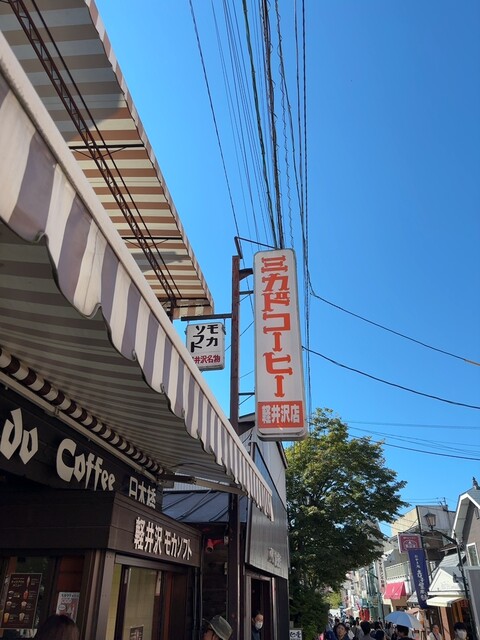 ミカドコーヒー
軽井沢店
モカ
ソフト
軽井沢名物
do Coffee
日本橋
軽井沢 モカソフト